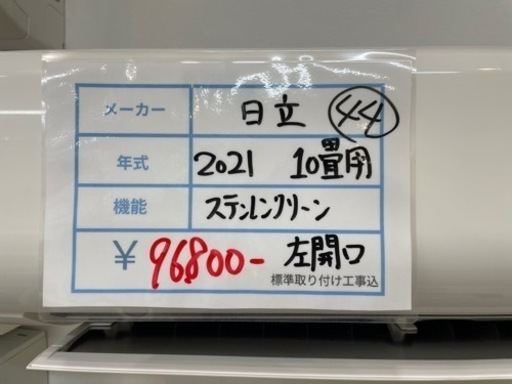 メーカー 日立 44
年式 2021 10畳用
機能 ステンレンクリーン
¥ 96800- 左開口
標準取り付け工事込